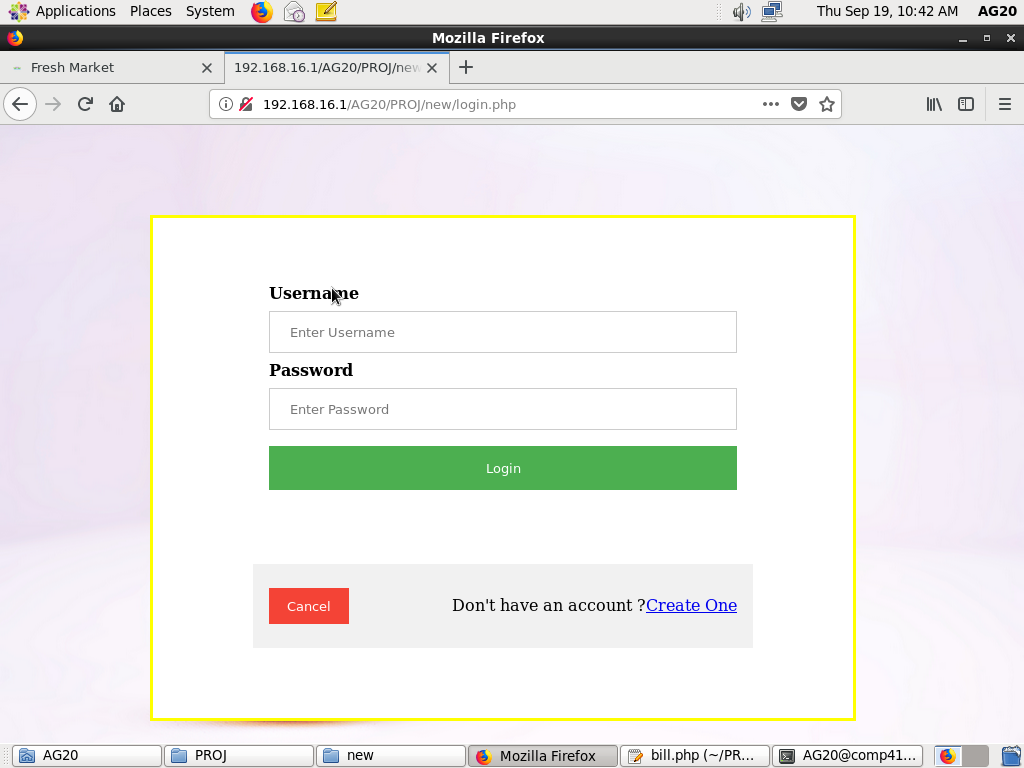 Applications Places System Thu Sep 19, 10:42 AM AG20
Mozilla Firefox
Fresh Market 192.168.16.1/AG20/PROJ/new
192.168.16.1/AG20/PROJ/new/login.php
Username
Enter Username
Password
Enter Password
Login
Cancel Don't have an account ?Create One
AG20 PROJ new Mozilla Firefox bill.php (~/PR... AG20@comp41...